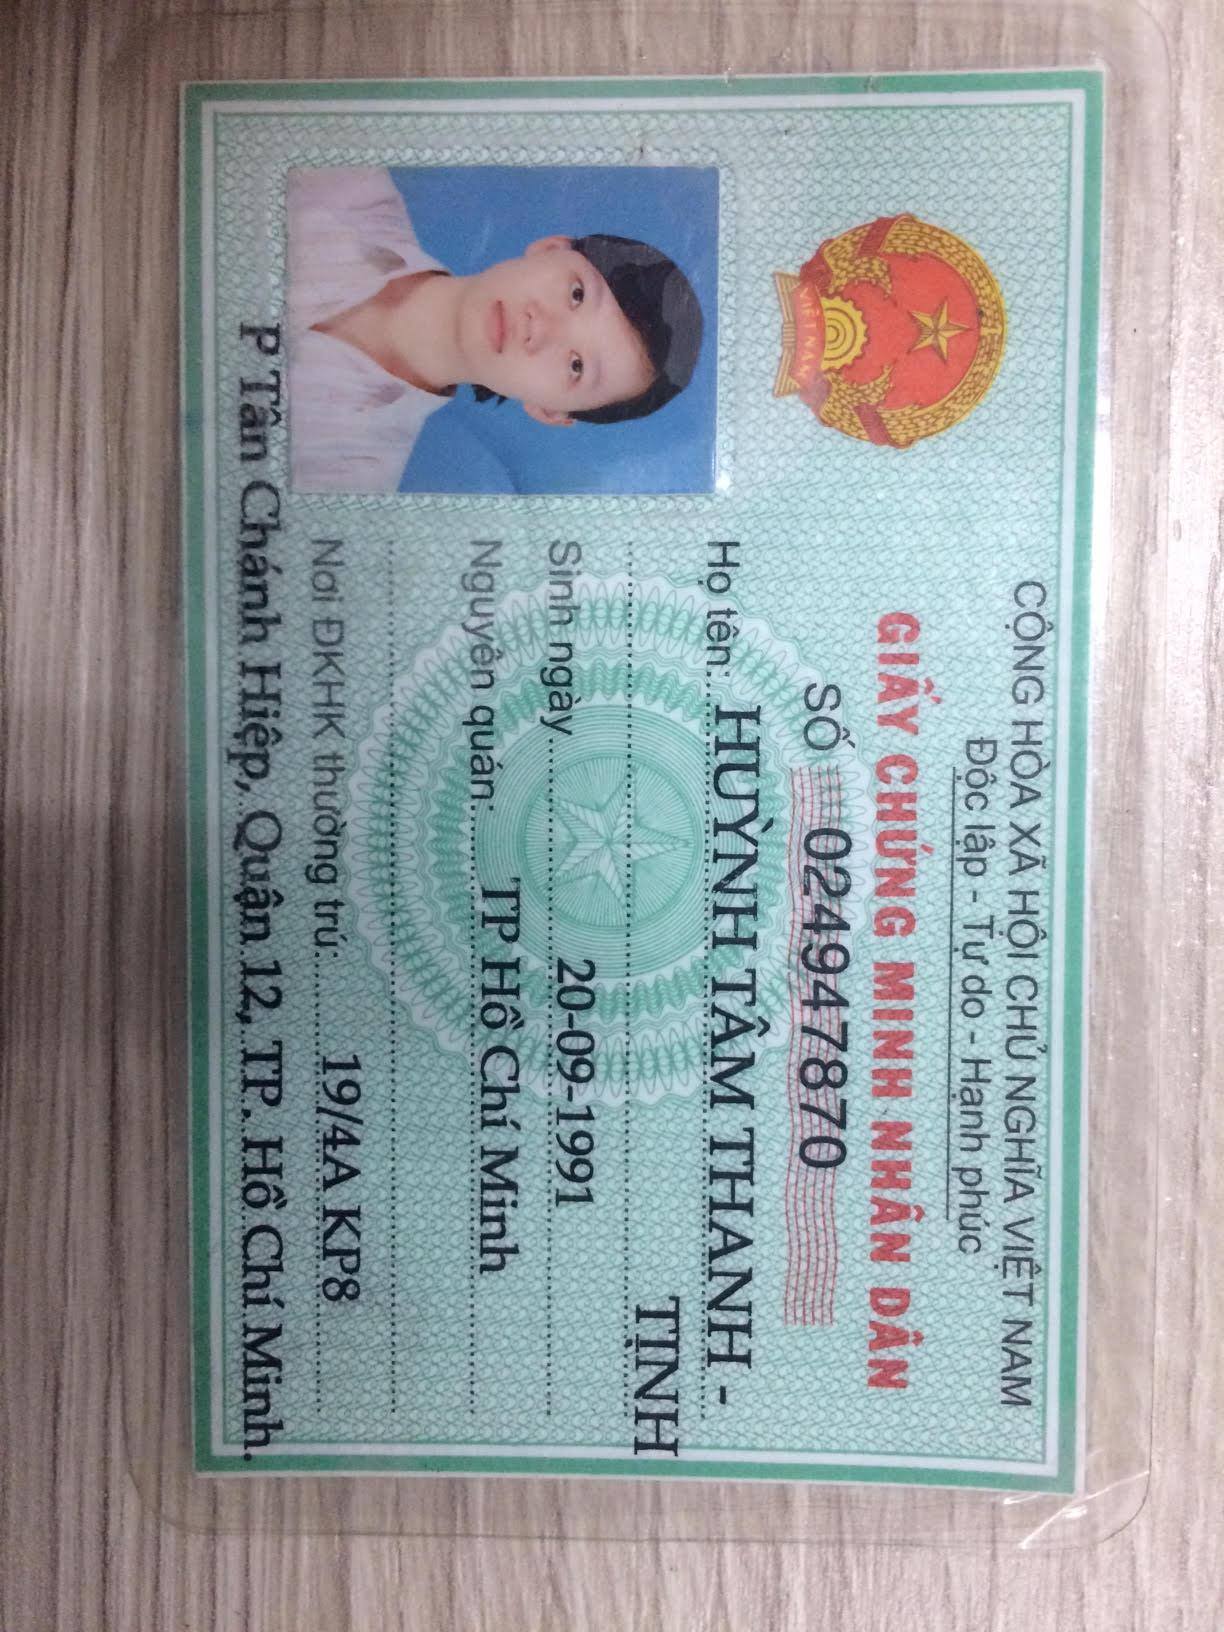 CỘNG HÒA XÃ HỘI CHỦ NGHĨA VIỆT NAM
Độc lập - Tự do - Hạnh phúc
GIẤY CHỨNG MINH NHÂN DÂN
SỐ 024947870
Họ tên: HUỲNH TÂM THANH -
TỊNH
Sinh ngày 20-09-1991
Nguyên quán: TP Hồ Chí Minh
Nơi ĐKHK thường trú: 19/4A KP8
P Tân Chánh Hiệp, Quận 12, TP. Hồ Chí Minh.
VIỆT NAM